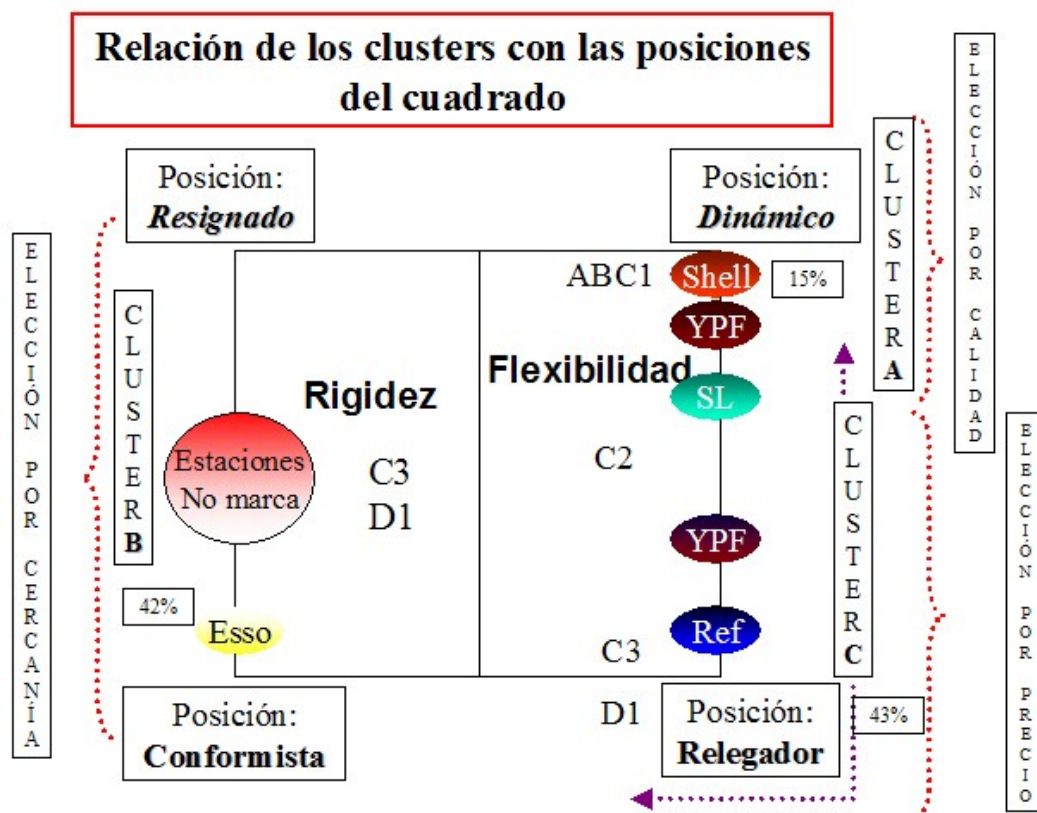 Relación de los clusters con las posiciones
del cuadrado
Posición:
Resignado
Posición:
Dinámico
ELECCIÓN POR CERCANÍA
CLUSTER B
CLUSTER A
ELECCIÓN POR CALIDAD
ABC1
Shell
15%
YPF
Flexibilidad
Rigidez
SL
Estaciones
No marca
C3
D1
C2
YPF
CLUSTER C
ELECCIÓN POR PRECIO
42%
Esso
Ref
C3
Posición:
Conformista
D1
Posición:
Relegador
43%